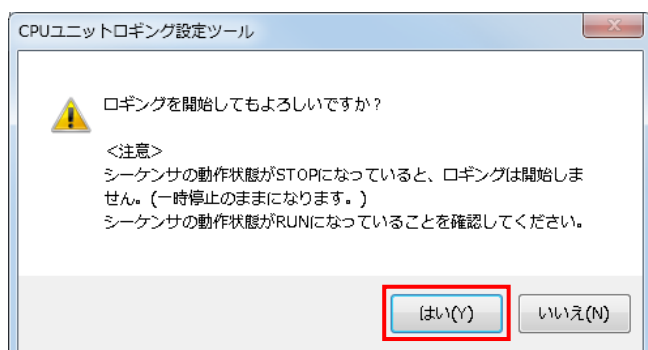 CPUユニットロギング設定ツール
ロギングを開始してもよろしいですか？
<注意>
シーケンサの動作状態がSTOPになっていると、ロギングは開始しま
せん。(一時停止のままになります。)
シーケンサの動作状態がRUNになっていることを確認してください。
はい(Y)
いいえ(N)